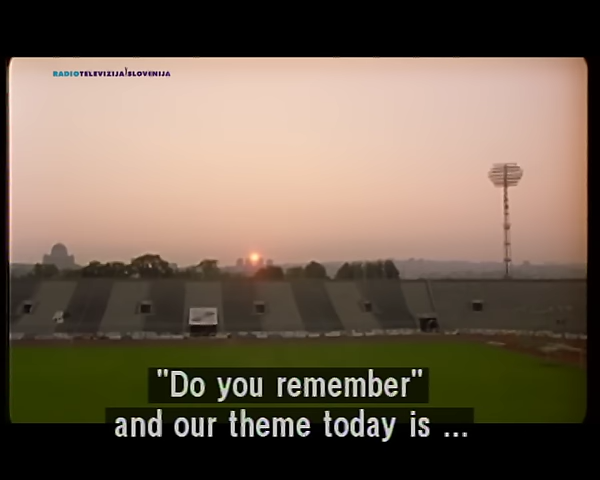 RADIOTELEVIZIJA SLOVENIJA
"Do you remember"
and our theme today is ...